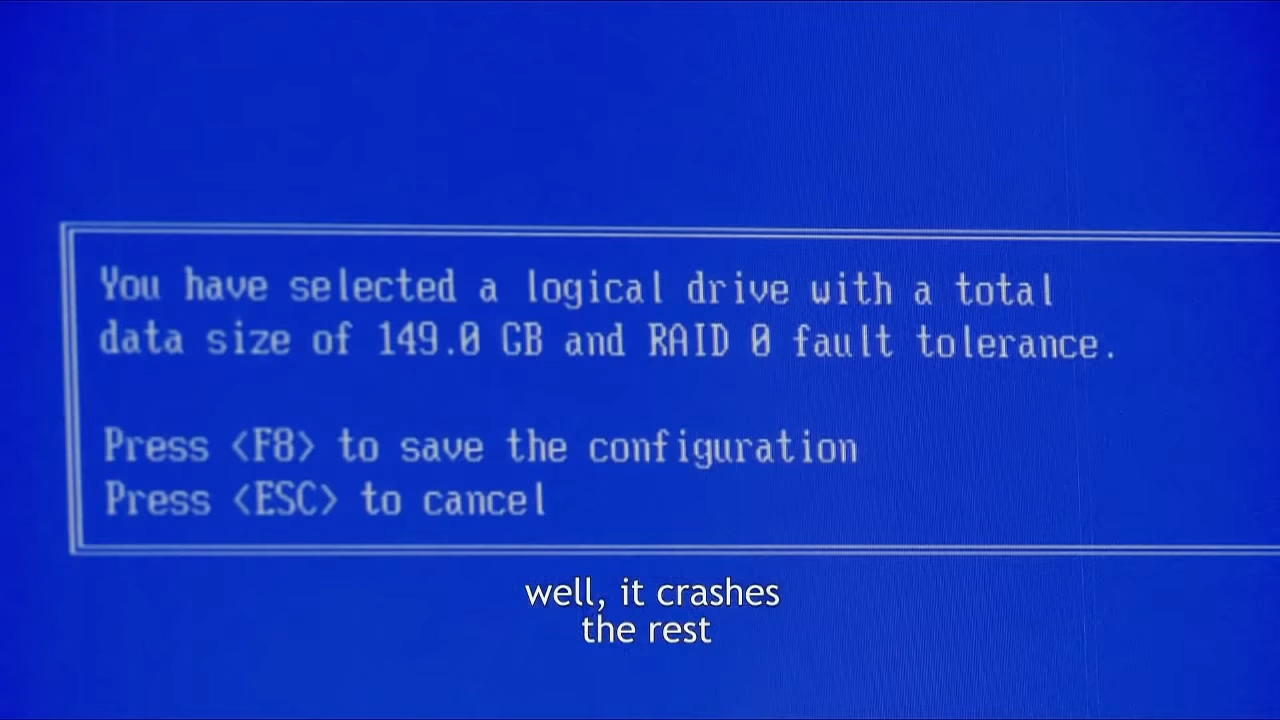 You have selected a logical drive with a total
data size of 149.0 GB and RAID 0 fault tolerance.
Press <F8> to save the configuration
Press <ESC> to cancel
well, it crashes
the rest